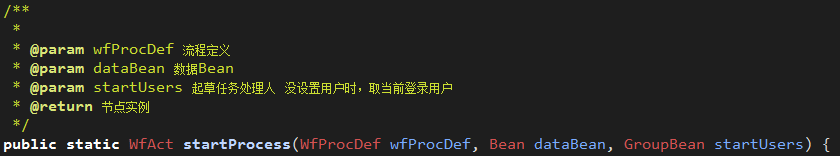 /**
 *
 * @param wfProcDef 流程定义
 * @param dataBean 数据Bean
 * @param startUsers 起草任务处理人 没设置用户时，取当前登录用户
 * @return 节点实例
 */
public static WfAct startProcess(WfProcDef wfProcDef, Bean dataBean, GroupBean startUsers) {